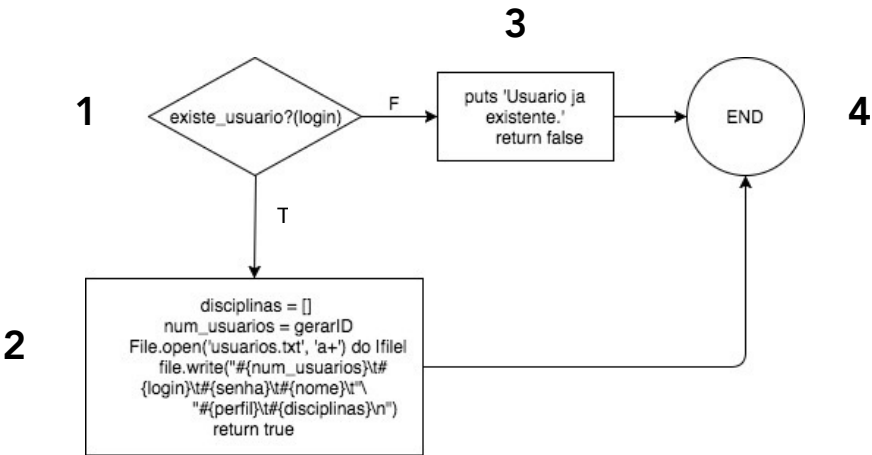 3
1
existe_usuario?(login)
F
puts 'Usuario ja
existente.'
return false
END
4
T
2
disciplinas = []
num_usuarios = gerarID
File.open('usuarios.txt', 'a+') do lfilel
file.write("#{num_usuarios}\t#
{login}\t#{senha}\t#{nome}\t"\
"#{perfil}\t#{disciplinas}\n")
return true